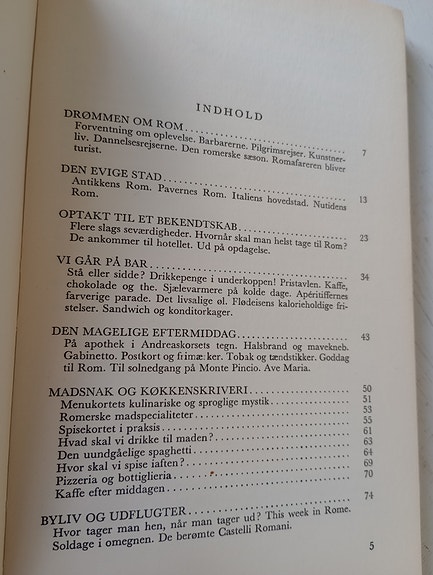 INDHOLD
DRØMMEN OM ROM 7
Forventning om oplevelse. Barbarerne. Pilgrimsrejser. Kunstner-
liv. Dannelsesrejserne. Den romerske sæson. Romafareren bliver
turist.
DEN EVIGE STAD 13
Antikkens Rom. Pavernes Rom. Italiens hovedstad. Nutidens
Rom.
OPTAKT TIL ET BEKENDTSKAB 23
Flere slags seværdigheder. Hvornår skal man helst tage til Rom?
De ankommer til hotellet. Ud på opdagelse.
VI GÅR PÅ BAR 34
Stå eller sidde? Drikkepenge i underkoppen! Pristavlen. Kaffe,
chokolade og the. Sjælevarmere på kolde dage. Apéritiffernes
farverige parade. Det livsalige øl. Flødeisens kalorieholdige fri-
stelser. Sandwich og konditorkager.
DEN MAGELIGE EFTERMIDDAG 43
På apothek i Andreaskorsets tegn. Halsbrand og mavekneb.
Gabinetto. Postkort og frimærker. Tobak og tændstikker. Goddag
til Rom. Til solnedgang på Monte Pincio. Ave Maria.
MADSNAK OG KØKKENSKRIVERI 50
Menukortets kulinariske og sproglige mystik 51
Romerske madspecialiteter 53
Spisekortet i praksis 55
Hvad skal vi drikke til maden? 61
Den uundgåelige spaghetti 63
Hvor skal vi spise iaften? 64
Pizzeria og bottiglieria 69
Kaffe efter middagen 70
BYLIV OG UDFLUGTER 74
Hvor tager man hen, når man tager ud? This week in Rome.
Soldage i omegnen. De berømte Castelli Romani.
5